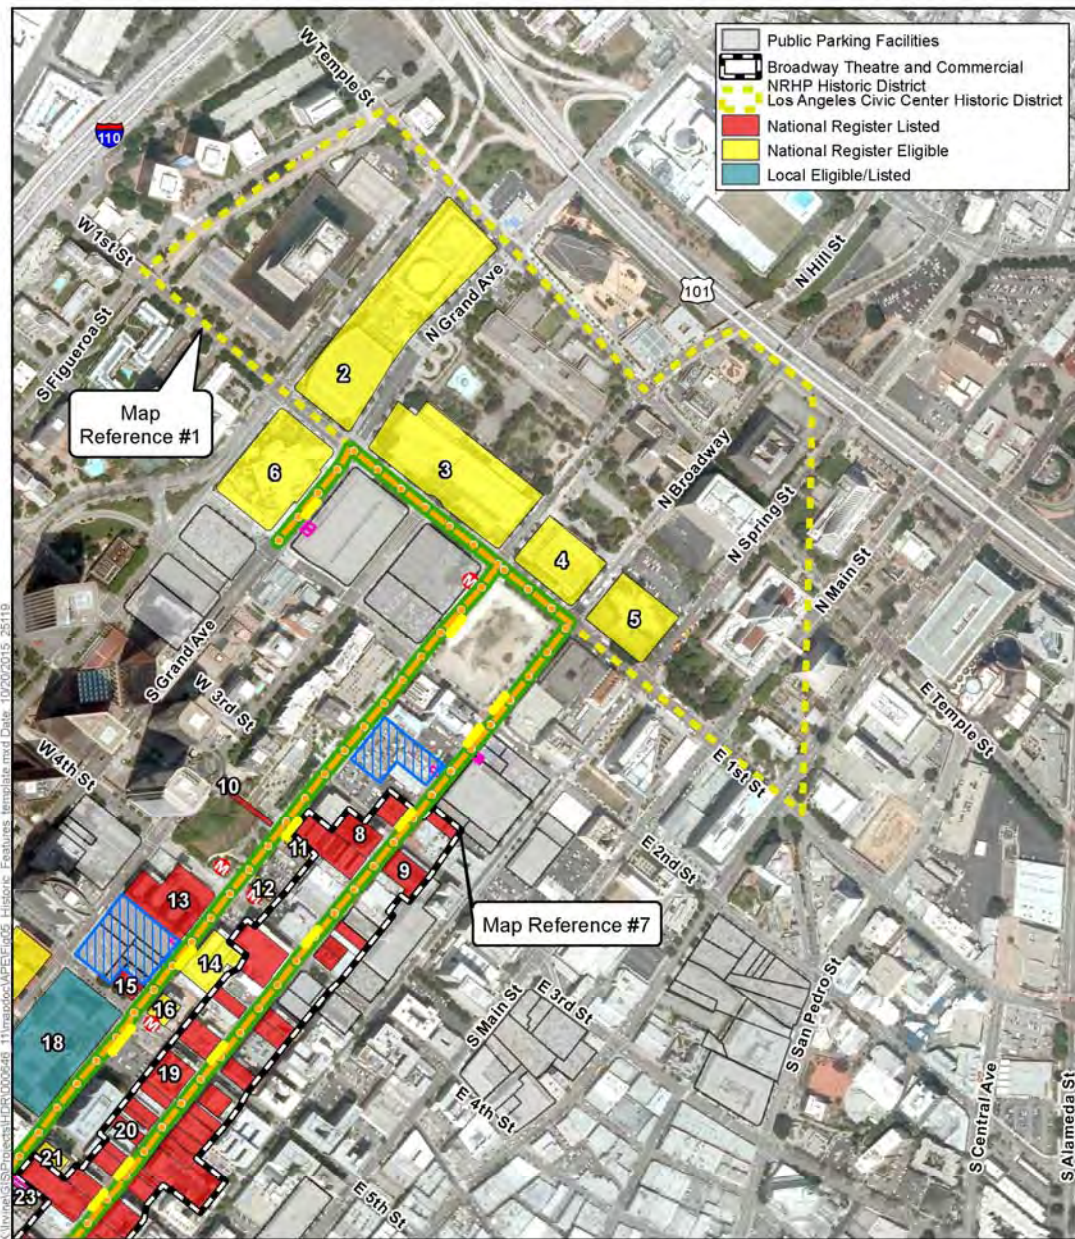 Public Parking Facilities
Broadway Theatre and Commercial
NRHP Historic District
Los Angeles Civic Center Historic District
National Register Listed
National Register Eligible
Local Eligible/Listed
W Temple St
110
W 1st St
N Hill St
101
N Grand Ave
S Figueroa St
2
Map
Reference #1
N Broadway
3
6
N Spring St
B
4
N Main St
M
5
S Grand Ave
W 3rd St
E Temple St
W 4th St
E 1st St
10
8
11
E 2nd St
9
M
12
M
13
Map Reference #7
14
15
S San Pedro St
16
M
S Main St
E 3rd St
18
19
E 4th St
20
S Central Ave
S Alameda St
21
23
E 5th St